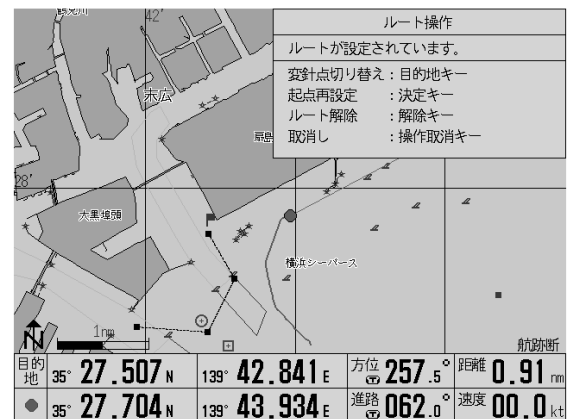 鶴見川
42'
ルート操作
ルートが設定されています。
変針点切り替え：目的地キー
起点再設定　：決定キー
ルート解除　：解除キー
取消し　：操作取消キー
末広
扇島
28'
大黒埠頭
横浜シーバース
N
1nm
航跡断
目的地 35° 27.507 N 139° 42.841 E 方位 257.5° 距離 0.91 nm
35° 27.704 N 139° 43.934 E 進路 062.0° 速度 00.0 kt